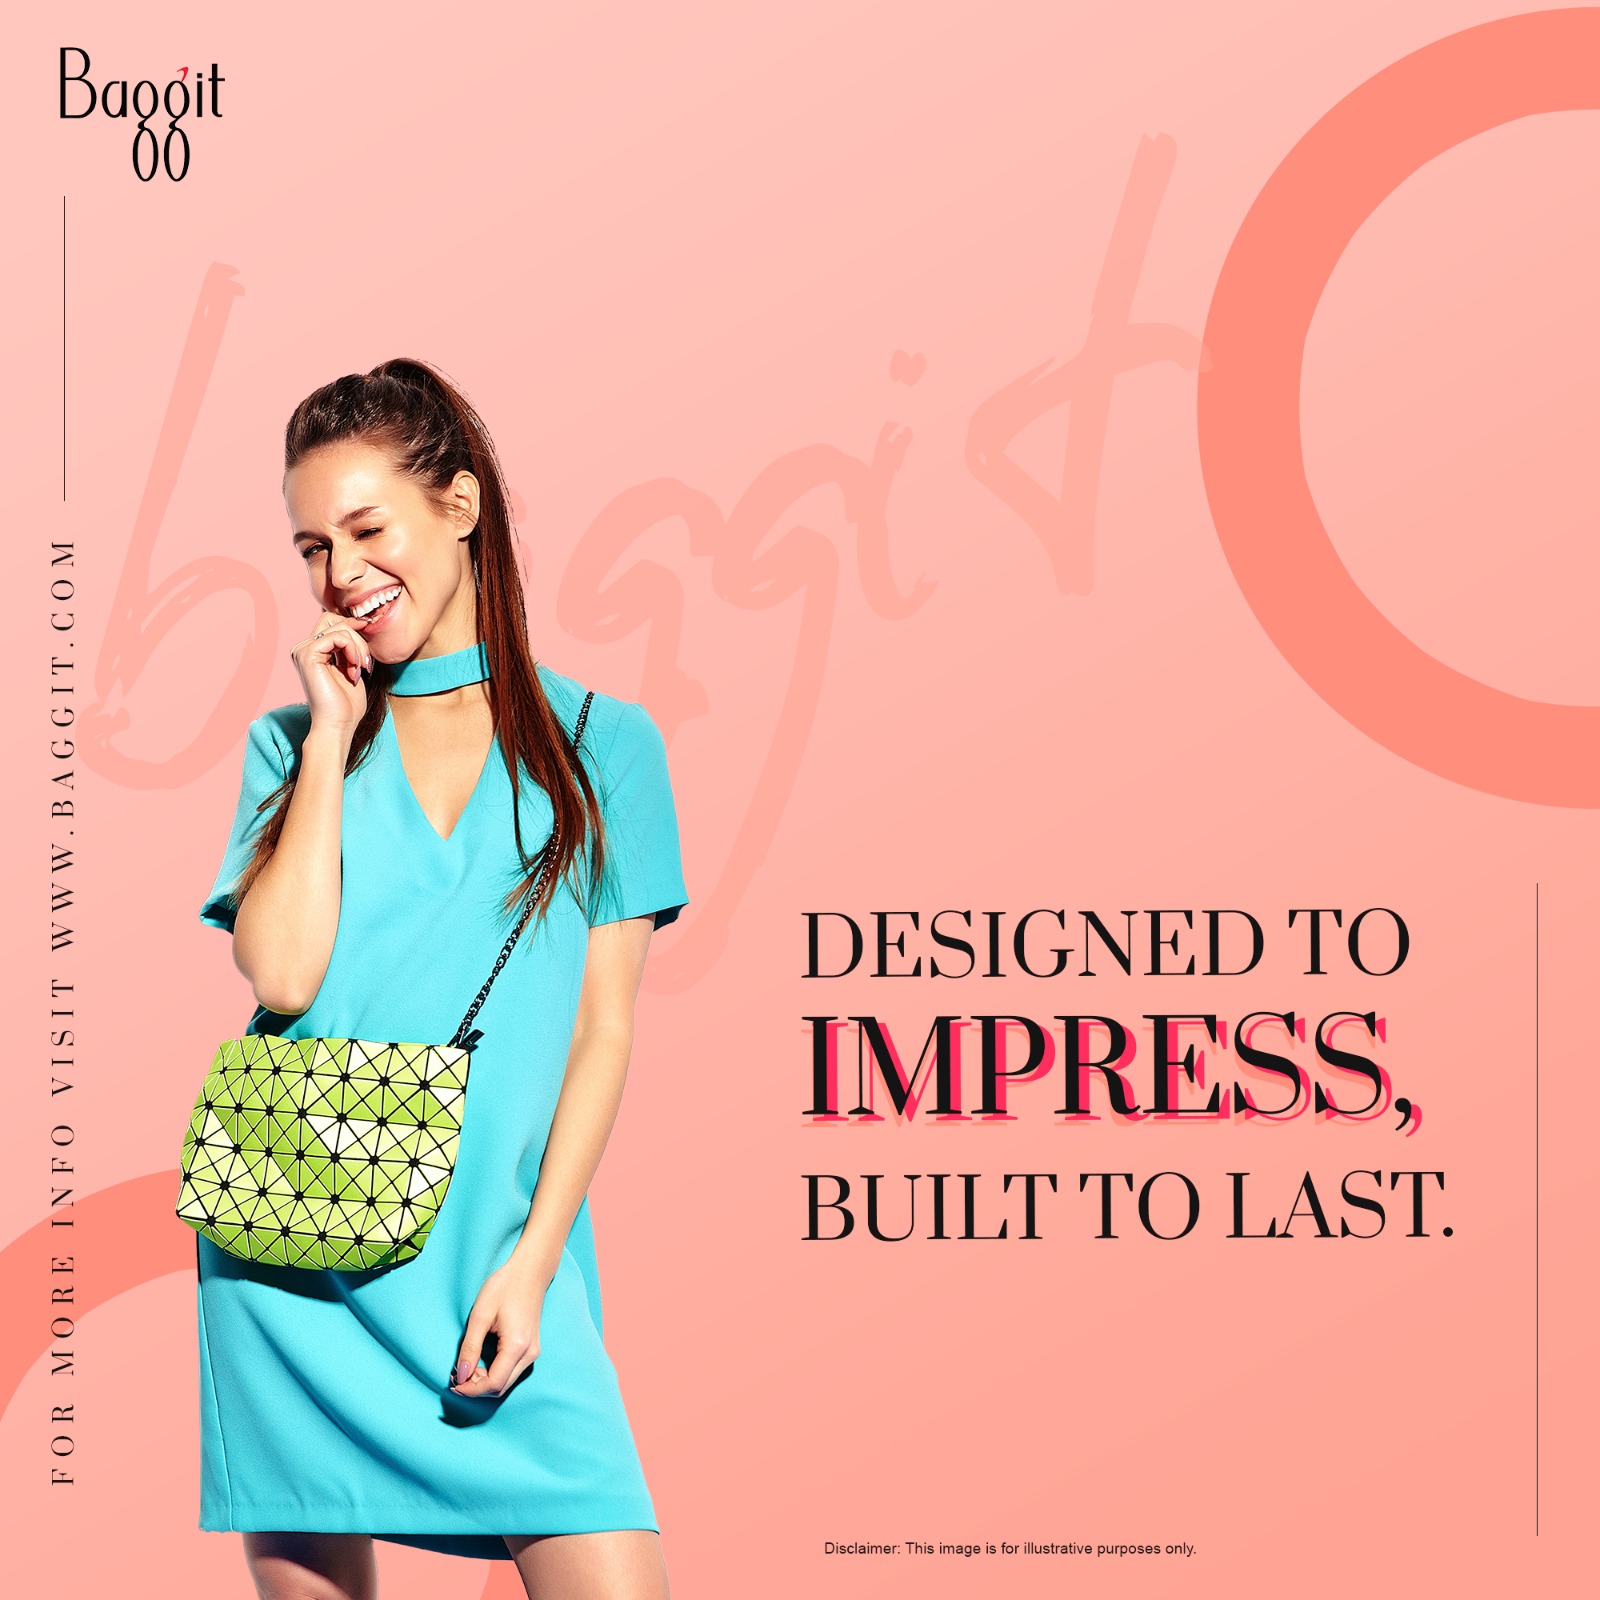 Baggit
baggit
FOR MORE INFO VISIT WWW.BAGGIT.COM
DESIGNED TO
IMPRESS,
BUILT TO LAST.
Disclaimer: This image is for illustrative purposes only.